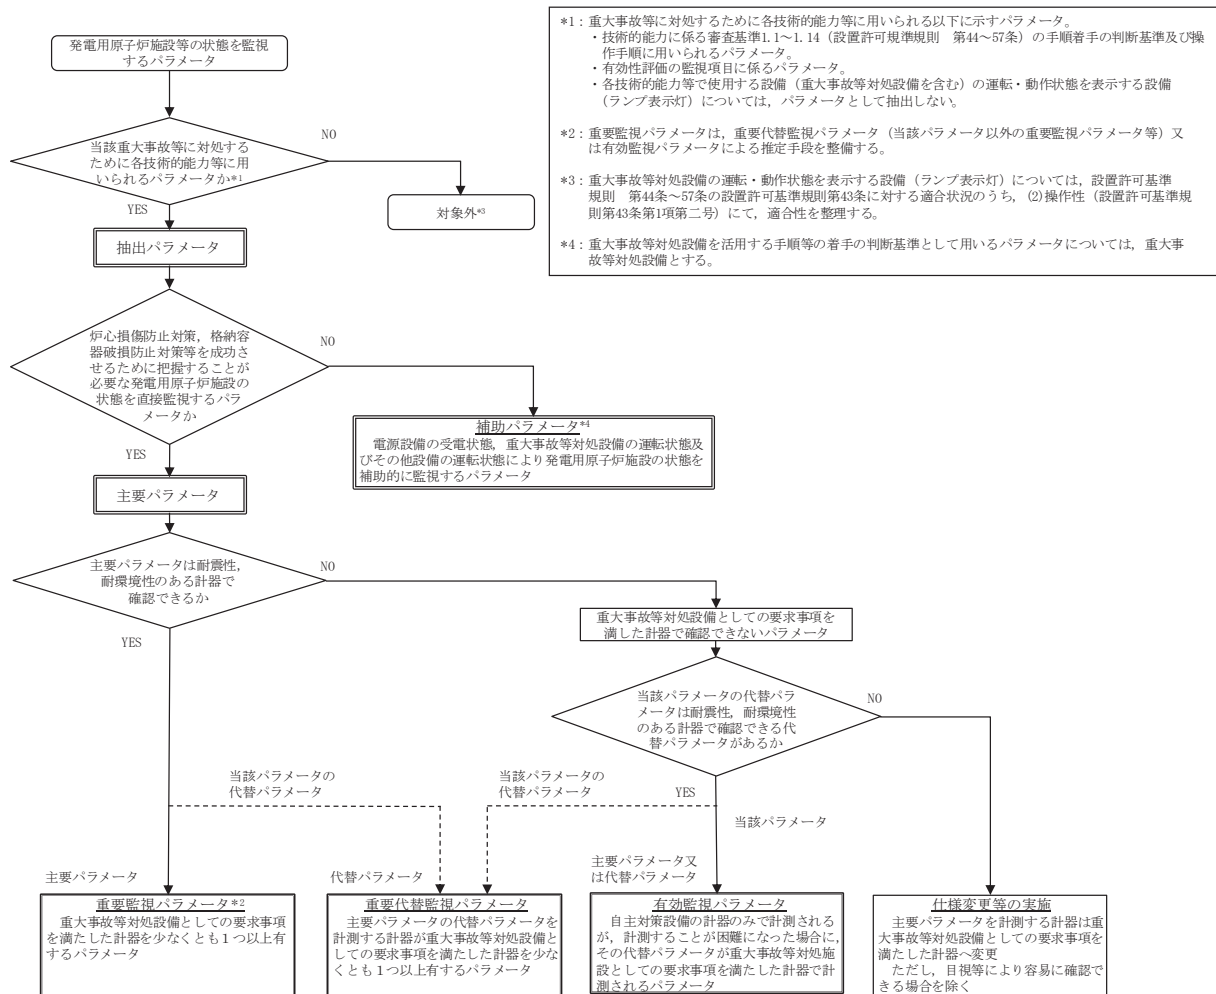 発電用原子炉施設等の状態を監視
するパラメータ
*1：重大事故等に対処するために各技術的能力等に用いられる以下に示すパラメータ。
・技術的能力に係る審査基準1.1～1.14（設置許可規準規則　第44～57条）の手順着手の判断基準及び操
作手順に用いられるパラメータ。
・有効性評価の監視項目に係るパラメータ。
・各技術的能力等で使用する設備（重大事故等対処設備を含む）の運転・動作状態を表示する設備
（ランプ表示灯）については，パラメータとして抽出しない。
*2：重要監視パラメータは，重要代替監視パラメータ（当該パラメータ以外の重要監視パラメータ等）又
は有効監視パラメータによる推定手段を整備する。
*3：重大事故等対処設備の運転・動作状態を表示する設備（ランプ表示灯）については，設置許可基準
規則　第44条～57条の設置許可基準規則第43条に対する適合状況のうち，(2)操作性（設置許可基準規
則第43条第1項第二号）にて，適合性を整理する。
*4：重大事故等対処設備を活用する手順等の着手の判断基準として用いるパラメータについては，重大事
故等対処設備とする。
当該重大事故等に対処する
ために各技術的能力等に用
いられるパラメータか*1
NO
YES
対象外*3
抽出パラメータ
炉心損傷防止対策，格納容
器破損防止対策等を成功さ
せるために把握することが
必要な発電用原子炉施設の
状態を直接監視するパラ
メータか
NO
YES
補助パラメータ*4
電源設備の受電状態，重大事故等対処設備の運転状態及
びその他設備の運転状態により発電用原子炉施設の状態を
補助的に監視するパラメータ
主要パラメータ
主要パラメータは耐震性，
耐環境性のある計器で
確認できるか
NO
YES
重大事故等対処設備としての要求事項を
満した計器で確認できないパラメータ
当該パラメータの代替パラ
メータは耐震性，耐環境性
のある計器で確認できる代
替パラメータがあるか
NO
YES
当該パラメータの
代替パラメータ
当該パラメータの
代替パラメータ
当該パラメータ
主要パラメータ
代替パラメータ
主要パラメータ又
は代替パラメータ
重要監視パラメータ*2
重大事故等対処設備としての要求事項
を満たした計器を少なくとも１つ以上有
するパラメータ
重要代替監視パラメータ
主要パラメータの代替パラメータを
計測する計器が重大事故等対処設備と
しての要求事項を満たした計器を少な
くとも１つ以上有するパラメータ
有効監視パラメータ
自主対策設備の計器のみで計測される
が，計測することが困難になった場合に，
その代替パラメータが重大事故等対処施
設としての要求事項を満たした計器で計
測されるパラメータ
仕様変更等の実施
主要パラメータを計測する計器は重
大事故等対処設備としての要求事項を
満たした計器へ変更
ただし，目視等により容易に確認で
きる場合を除く